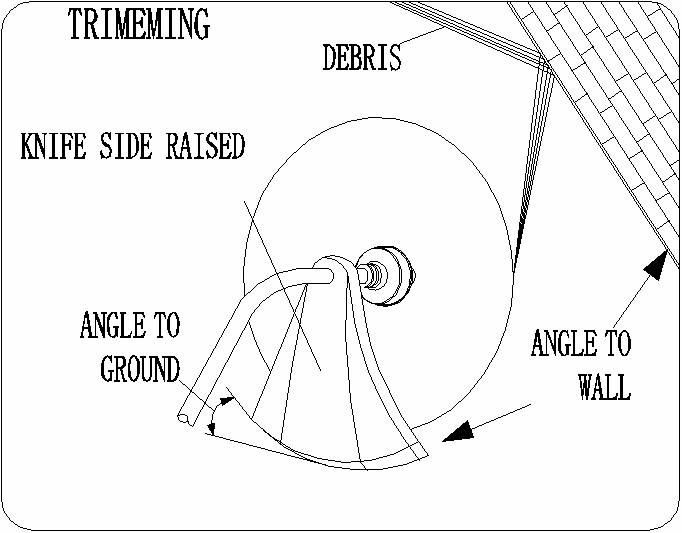 TRIMEMING
DEBRIS
KNIFE SIDE RAISED
ANGLE TO
GROUND
ANGLE TO
WALL